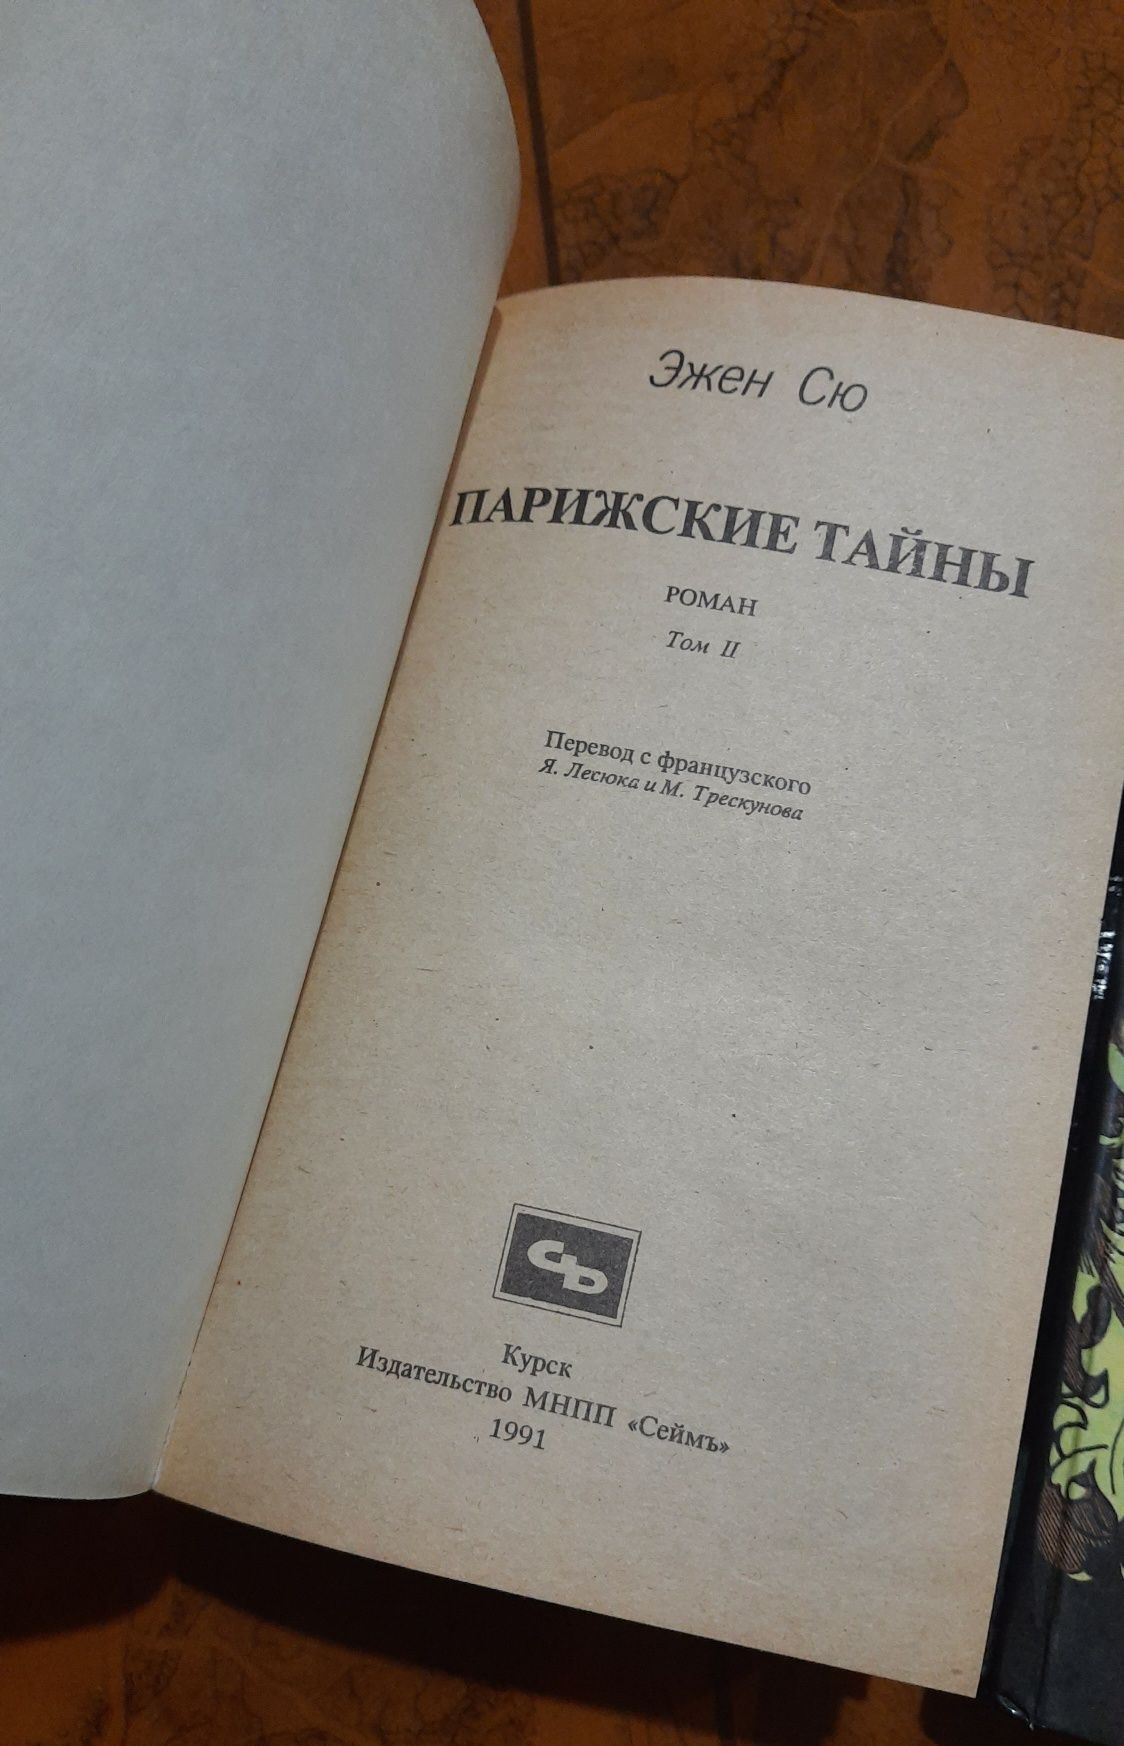 Эжен Сю
ПАРИЖСКИЕ ТАЙНЫ
РОМАН
Том II
Перевод с французского
Я. Лесюка и М. Трескунова
Курск
Издательство МНПП «Сеймъ»
1991